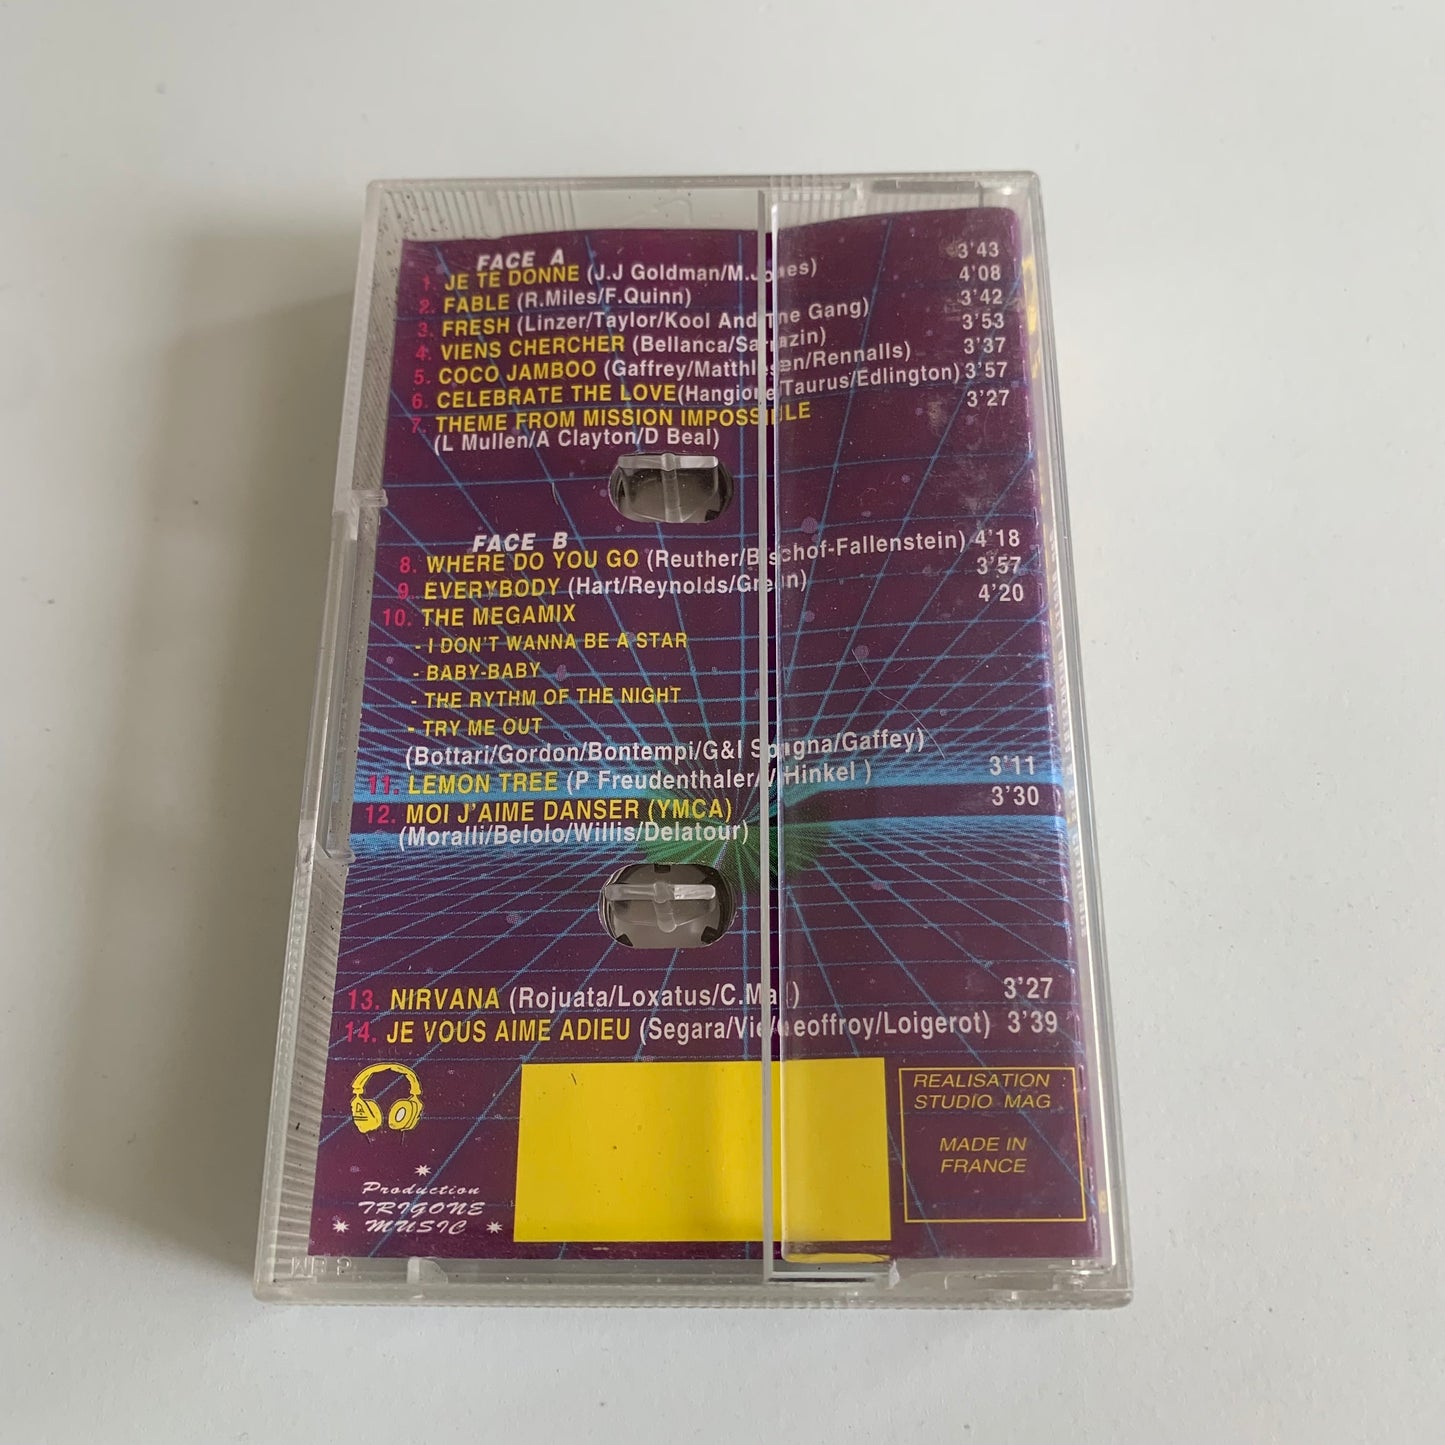 FACE A
1. JE TE DONNE (J.J Goldman/M.Jones) 3'43
2. FABLE (R.Miles/F.Quinn) 4'08
3. FRESH (Linzer/Taylor/Kool And The Gang) 3'42
4. VIENS CHERCHER (Bellanca/Sarrazin) 3'53
5. COCO JAMBOO (Gaffrey/Matthiesen/Rennalls) 3'37
6. CELEBRATE THE LOVE(Hangione/Taurus/Edlington) 3'57
7. THEME FROM MISSION IMPOSSIBLE 3'27
(L Mullen/A Clayton/D Beal)
FACE B
8. WHERE DO YOU GO (Reuther/Bischof-Fallenstein) 4'18
9. EVERYBODY (Hart/Reynolds/Green) 3'57
10. THE MEGAMIX 4'20
- I DON'T WANNA BE A STAR
- BABY-BABY
- THE RYTHM OF THE NIGHT
- TRY ME OUT
(Bottari/Gordon/Bontempi/G&I Spagna/Gaffey)
11. LEMON TREE (P Freudenthaler/V Hinkel ) 3'11
12. MOI J'AIME DANSER (YMCA) 3'30
(Moralli/Belolo/Willis/Delatour)
13. NIRVANA (Rojuata/Loxatus/ 3'27
14. JE VOUS AIME ADIEU (Segara/Vie/Geoffroy/Loigerot) 3'39
REALISATION
STUDIO MAG
MADE IN
FRANCE
Production
TRIGONE
MUSIC